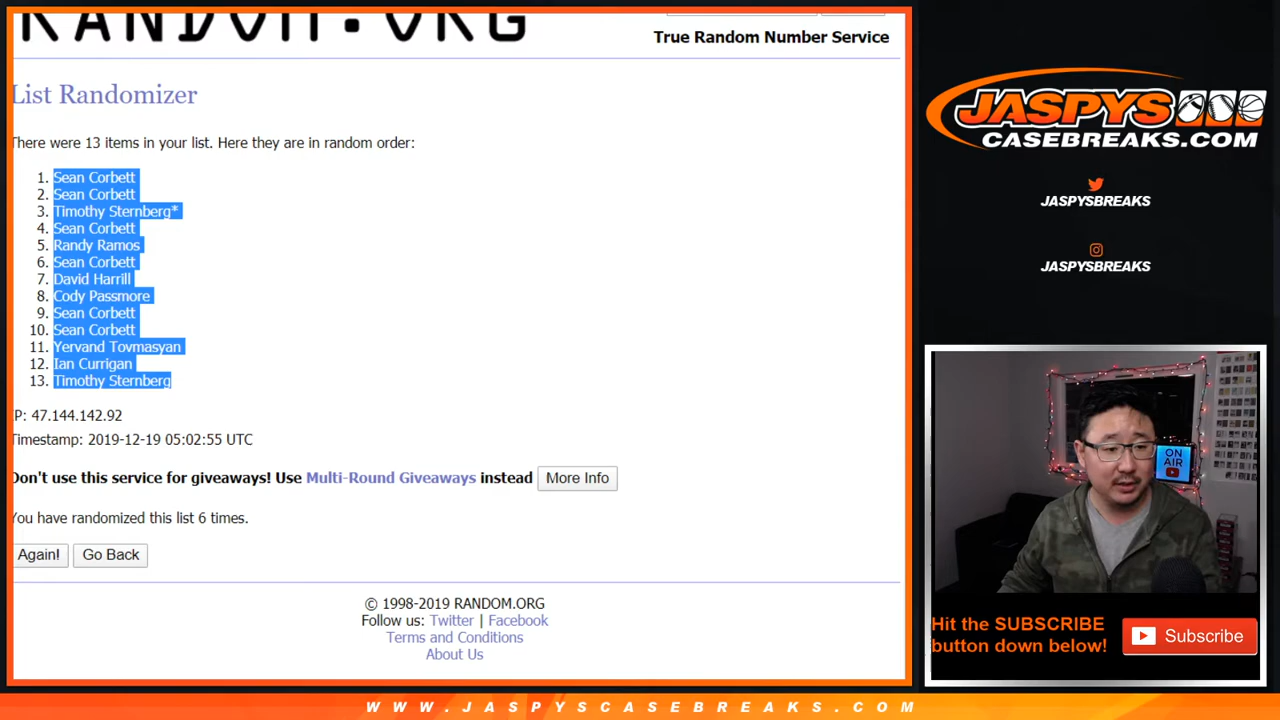 RANDOM.ORG
True Random Number Service
List Randomizer
There were 13 items in your list. Here they are in random order:
1. Sean Corbett
2. Sean Corbett
3. Timothy Sternberg*
4. Sean Corbett
5. Randy Ramos
6. Sean Corbett
7. David Harrill
8. Cody Passmore
9. Sean Corbett
10. Sean Corbett
11. Yervand Tovmasyan
12. Ian Currigan
13. Timothy Sternberg
IP: 47.144.142.92
Timestamp: 2019-12-19 05:02:55 UTC
Don't use this service for giveaways! Use Multi-Round Giveaways instead More Info
You have randomized this list 6 times.
Again! Go Back
© 1998-2019 RANDOM.ORG
Follow us: Twitter | Facebook
Terms and Conditions
About Us
JASPYS
CASEBREAKS.COM
JASPYSBREAKS
JASPYSBREAKS
ON
AIR
Hit the SUBSCRIBE
button down below!
Subscribe
WWW.JASPYSCASEBREAKS.COM